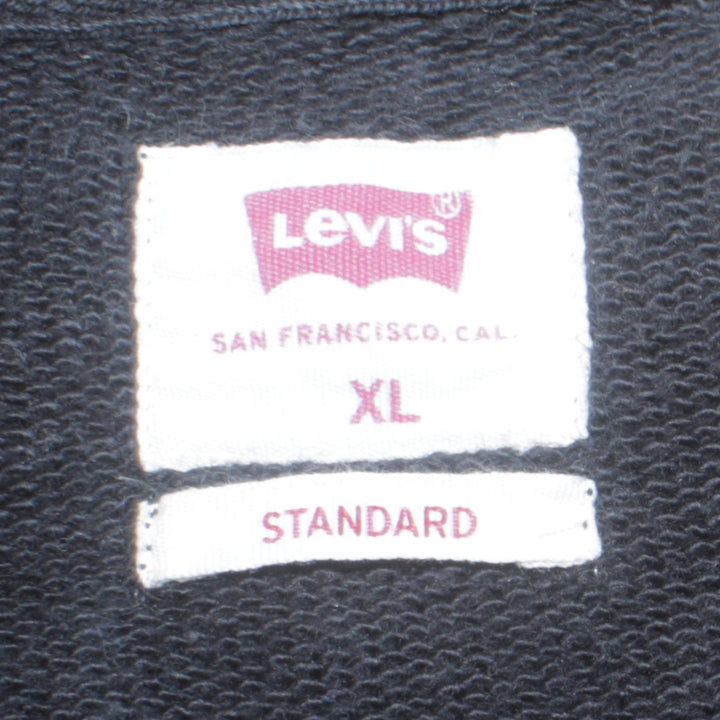 Levi's®
SAN FRANCISCO, CAL.
XL
STANDARD